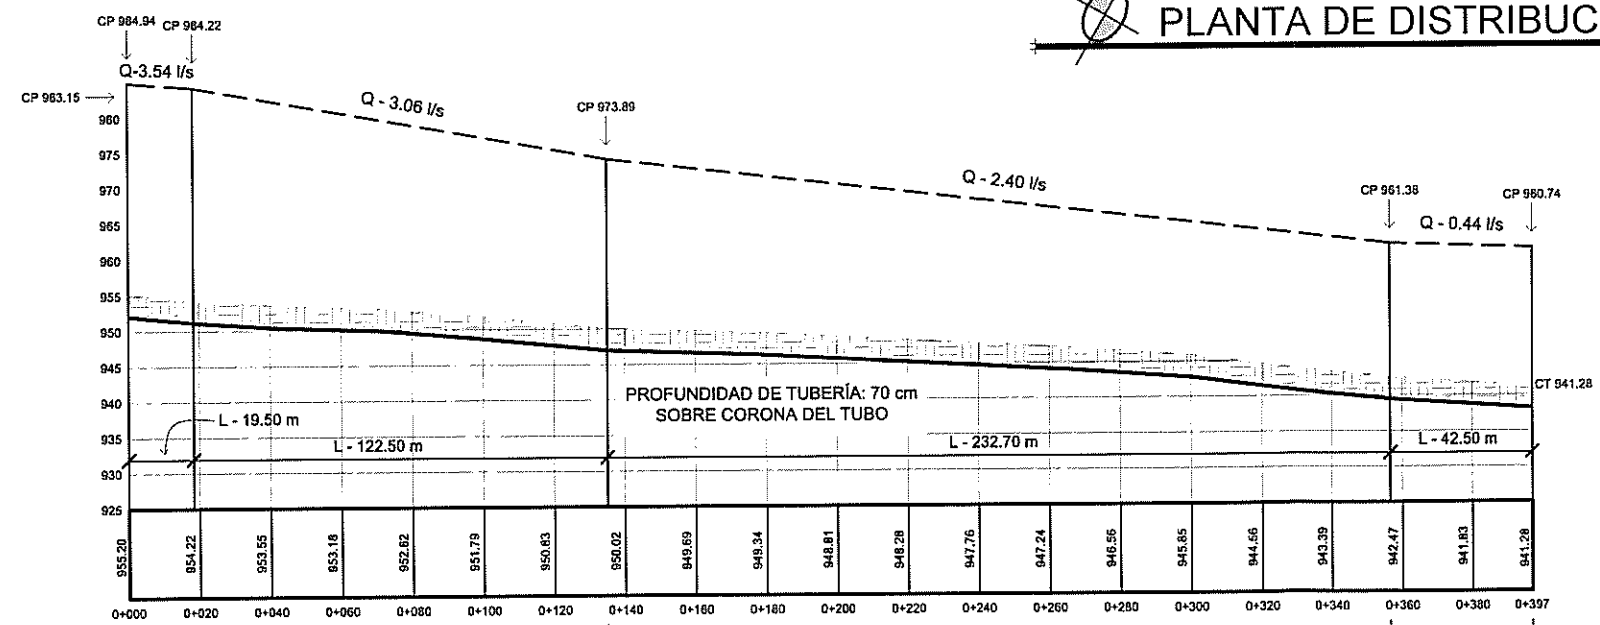 PLANTA DE DISTRIBUC
CP 984.94
CP 984.22
Q-3.54 l/s
CP 963.15
Q - 3.06 l/s
CP 973.89
Q - 2.40 l/s
CP 961.38
CP 960.74
Q - 0.44 l/s
980
975
970
965
960
955
950
945
940
935
930
925
PROFUNDIDAD DE TUBERÍA: 70 cm
SOBRE CORONA DEL TUBO
CT 941.28
L - 19.50 m
L - 122.50 m
L - 232.70 m
L - 42.50 m
955.20 954.22 953.55 953.18 952.62 951.79 950.83 950.02 949.69 949.34 948.81 948.28 947.76 947.24 946.56 945.85 944.56 943.39 942.47 941.83 941.28
0+000 0+020 0+040 0+060 0+080 0+100 0+120 0+140 0+160 0+180 0+200 0+220 0+240 0+260 0+280 0+300 0+320 0+340 0+360 0+380 0+397